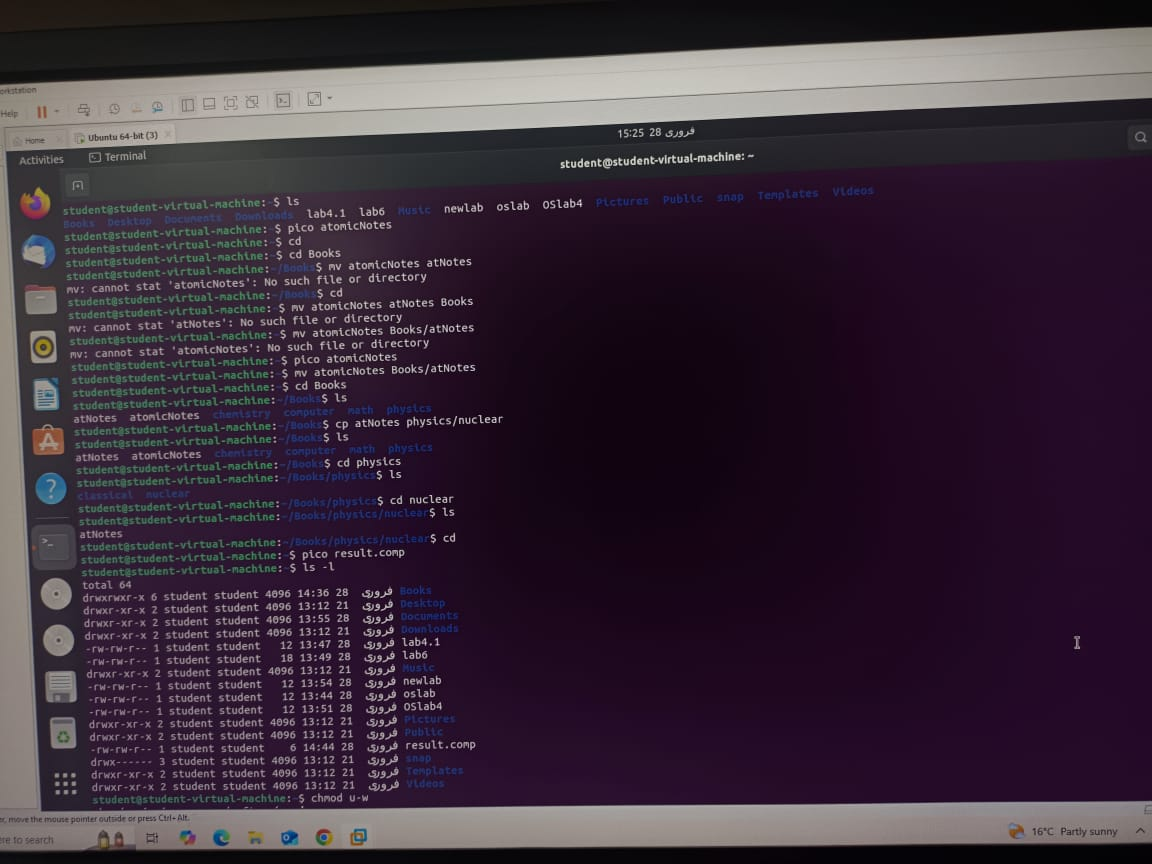 orkstation
Help
Home
Ubuntu 64-bit (3)
Activities
Terminal
15:25 28 فروری
student@student-virtual-machine: ~
student@student-virtual-machine:~$ ls
Books Desktop Documents Downloads lab4.1 lab6 Music newlab oslab OSlab4 Pictures Public snap Templates Videos
student@student-virtual-machine:~$ pico atomicNotes
student@student-virtual-machine:~$ cd
student@student-virtual-machine:~$ cd Books
student@student-virtual-machine:~/Books$ mv atomicNotes atNotes
mv: cannot stat 'atomicNotes': No such file or directory
student@student-virtual-machine:~/Books$ cd
student@student-virtual-machine:~$ mv atomicNotes atNotes Books
mv: cannot stat 'atNotes': No such file or directory
student@student-virtual-machine:~$ mv atomicNotes Books/atNotes
mv: cannot stat 'atomicNotes': No such file or directory
student@student-virtual-machine:~$ pico atomicNotes
student@student-virtual-machine:~$ mv atomicNotes Books/atNotes
student@student-virtual-machine:~$ cd Books
student@student-virtual-machine:~/Books$ ls
atNotes atomicNotes chemistry computer math physics
student@student-virtual-machine:~/Books$ cp atNotes physics/nuclear
student@student-virtual-machine:~/Books$ ls
atNotes atomicNotes chemistry computer math physics
student@student-virtual-machine:~/Books$ cd physics
student@student-virtual-machine:~/Books/physics$ ls
classical nuclear
student@student-virtual-machine:~/Books/physics$ cd nuclear
student@student-virtual-machine:~/Books/physics/nuclear$ ls
atNotes
student@student-virtual-machine:~/Books/physics/nuclear$ cd
student@student-virtual-machine:~$ pico result.comp
student@student-virtual-machine:~$ ls -l
total 64
drwxrwxr-x 6 student student 4096 14:36 28 فروری Books
drwxr-xr-x 2 student student 4096 13:12 21 فروری Desktop
drwxr-xr-x 2 student student 4096 13:55 28 فروری Documents
drwxr-xr-x 2 student student 4096 13:12 21 فروری Downloads
-rw-rw-r-- 1 student student 12 13:47 28 فروری lab4.1
-rw-rw-r-- 1 student student 18 13:49 28 فروری lab6
drwxr-xr-x 2 student student 4096 13:12 21 فروری Music
-rw-rw-r-- 1 student student 12 13:54 28 فروری newlab
-rw-rw-r-- 1 student student 12 13:44 28 فروری oslab
-rw-rw-r-- 1 student student 12 13:51 28 فروری OSlab4
drwxr-xr-x 2 student student 4096 13:12 21 فروری Pictures
drwxr-xr-x 2 student student 4096 13:12 21 فروری Public
-rw-rw-r-- 1 student student 6 14:44 28 فروری result.comp
drwx------ 3 student student 4096 13:12 21 فروری snap
drwxr-xr-x 2 student student 4096 13:12 21 فروری Templates
drwxr-xr-x 2 student student 4096 13:12 21 فروری Videos
student@student-virtual-machine:~$ chmod u-w
r, move the mouse pointer outside or press Ctrl+Alt.
ere to search
16°C Partly sunny